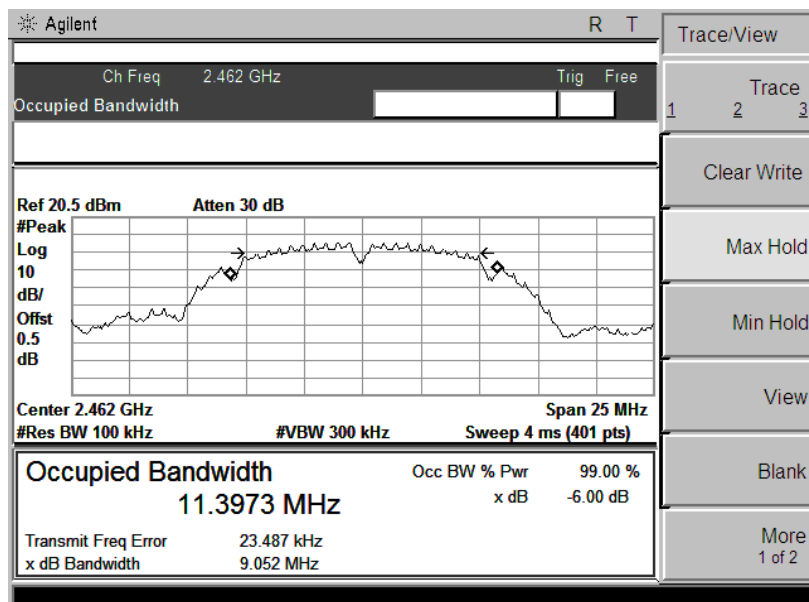 Agilent R T
Trace/View
Ch Freq 2.462 GHz Trig Free
Occupied Bandwidth
Trace
1 2 3
Clear Write
Ref 20.5 dBm Atten 30 dB
#Peak
Log
10
dB/
Offst
0.5
dB
Max Hold
Min Hold
View
Center 2.462 GHz Span 25 MHz
#Res BW 100 kHz #VBW 300 kHz Sweep 4 ms (401 pts)
Occupied Bandwidth Occ BW % Pwr 99.00 %
11.3973 MHz x dB -6.00 dB
Blank
Transmit Freq Error 23.487 kHz
x dB Bandwidth 9.052 MHz
More
1 of 2